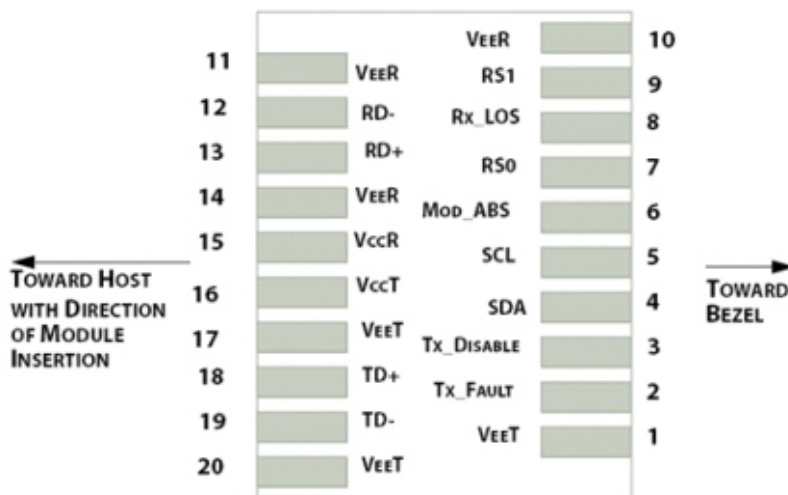 11 VEER
12 RD-
13 RD+
14 VEER
15 VCCR
16 VCCT
17 VEET
18 TD+
19 TD-
20 VEET
VEER 10
RS1 9
RX_LOS 8
RS0 7
MOD_ABS 6
SCL 5
SDA 4
TX_DISABLE 3
TX_FAULT 2
VEET 1
TOWARD HOST
WITH DIRECTION
OF MODULE
INSERTION
TOWARD
BEZEL